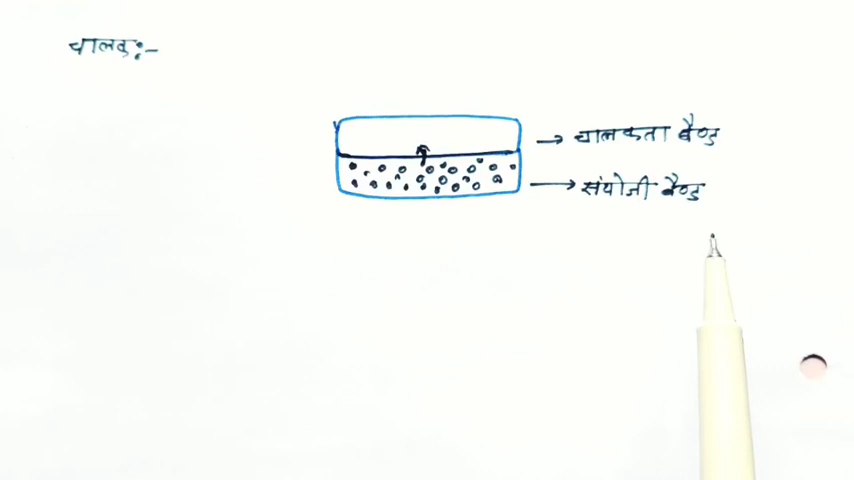 चालक:-
→ चालकता बैण्ड
→ संयोजी बैण्ड